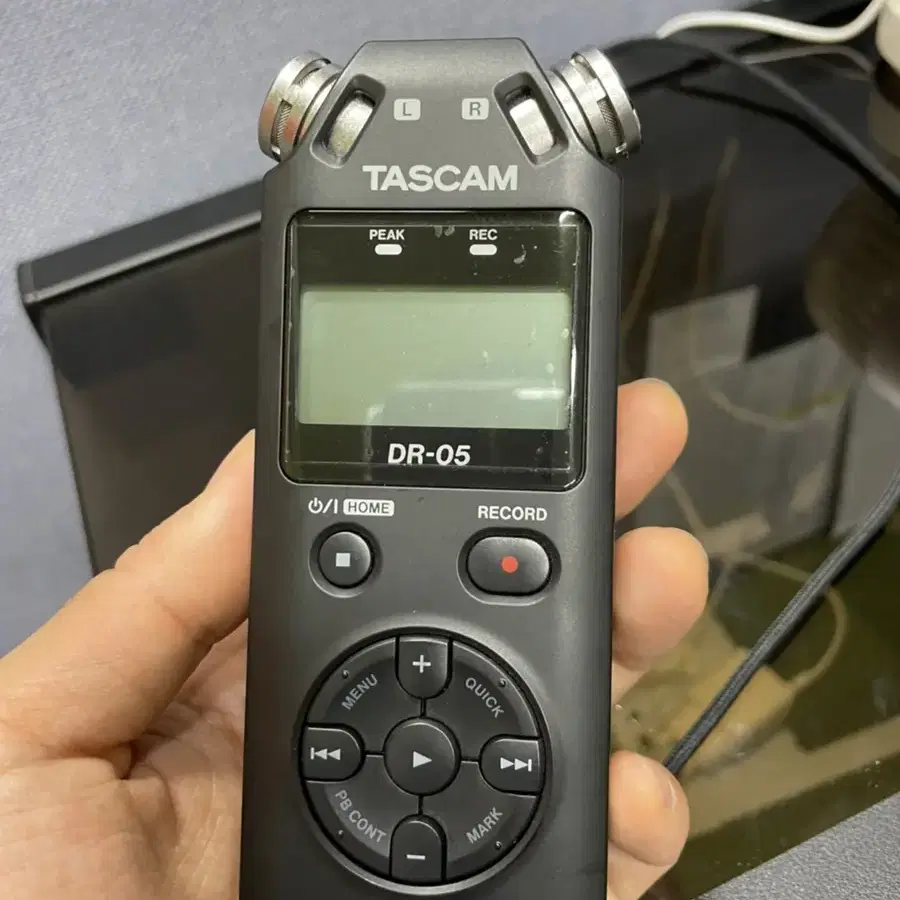 L R
TASCAM
PEAK REC
DR-05
⏻/I HOME
RECORD
+
MENU
QUICK
PB CONT
MARK
−